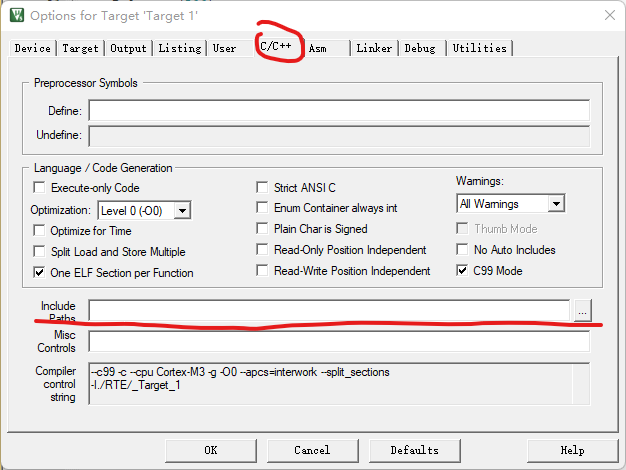 Options for Target 'Target 1'
Device Target Output Listing User C/C++ Asm Linker Debug Utilities
Preprocessor Symbols
Define:
Undefine:
Language / Code Generation
Execute-only Code
Optimization: Level 0 (-O0)
Optimize for Time
Split Load and Store Multiple
One ELF Section per Function
Strict ANSI C
Enum Container always int
Plain Char is Signed
Read-Only Position Independent
Read-Write Position Independent
Warnings:
All Warnings
Thumb Mode
No Auto Includes
C99 Mode
Include
Paths
...
Misc
Controls
Compiler
control
string
--c99 -c --cpu Cortex-M3 -g -O0 --apcs=interwork --split_sections
-I./RTE/_Target_1
OK Cancel Defaults Help